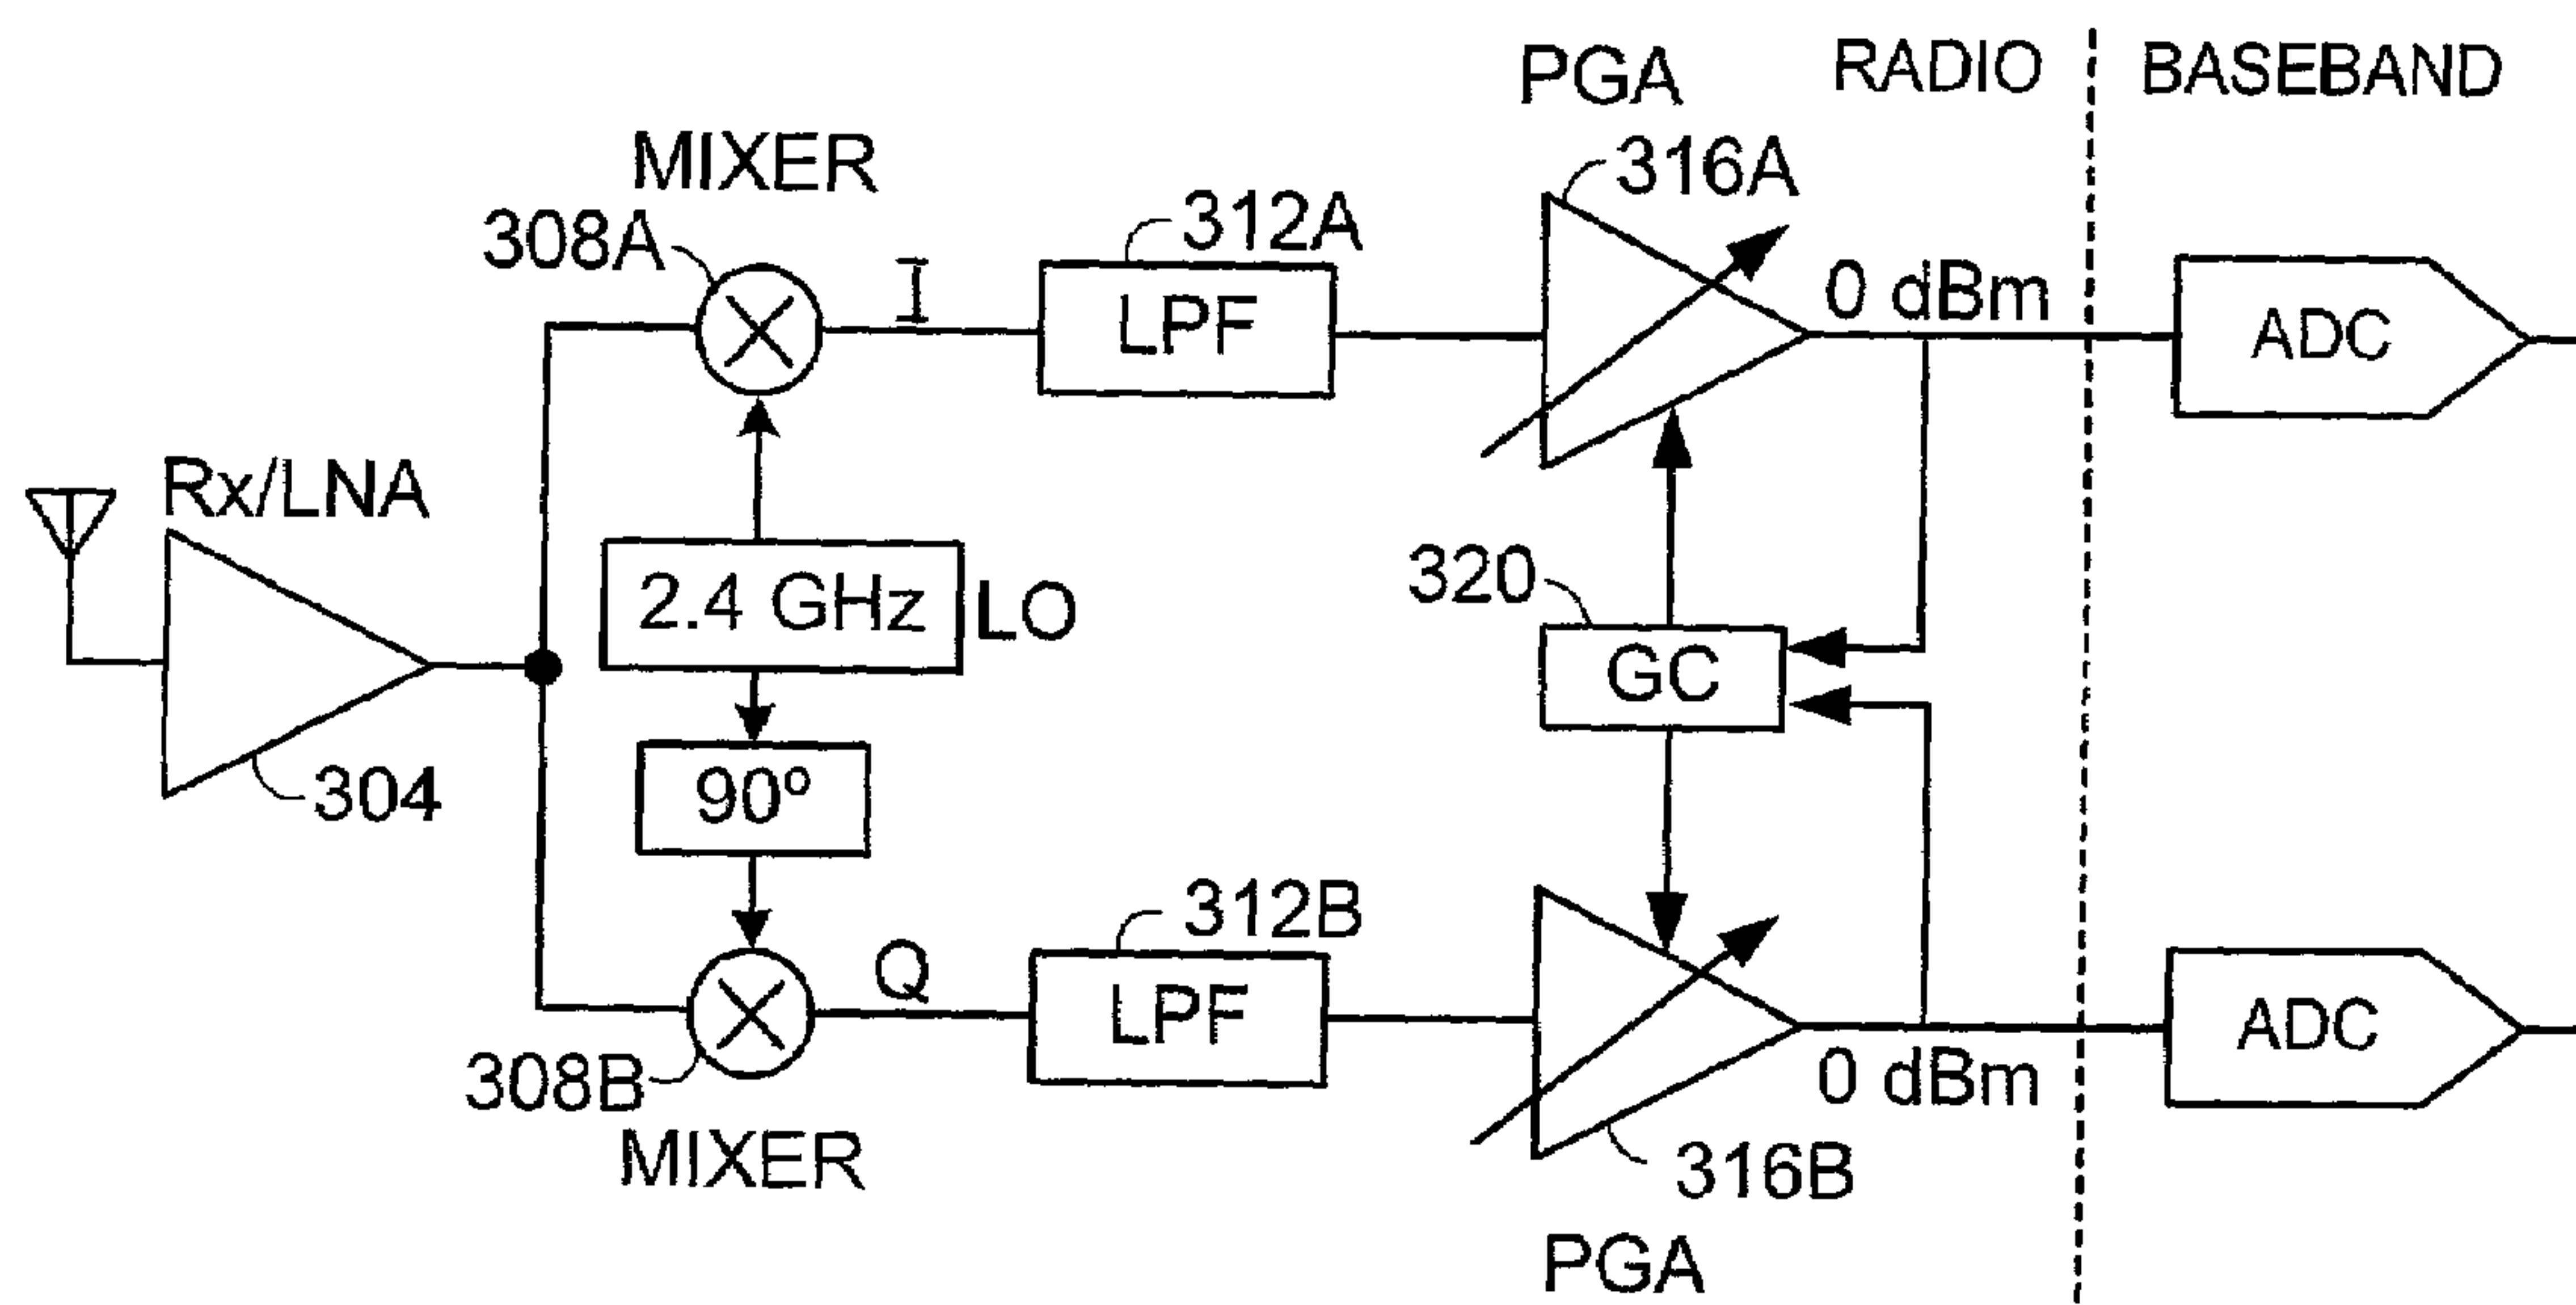 PGA
RADIO
BASEBAND
MIXER
316A
308A
I
312A
LPF
0 dBm
ADC
Rx/LNA
2.4 GHz
LO
320
GC
90º
304
312B
Q
LPF
ADC
308B
0 dBm
MIXER
316B
PGA